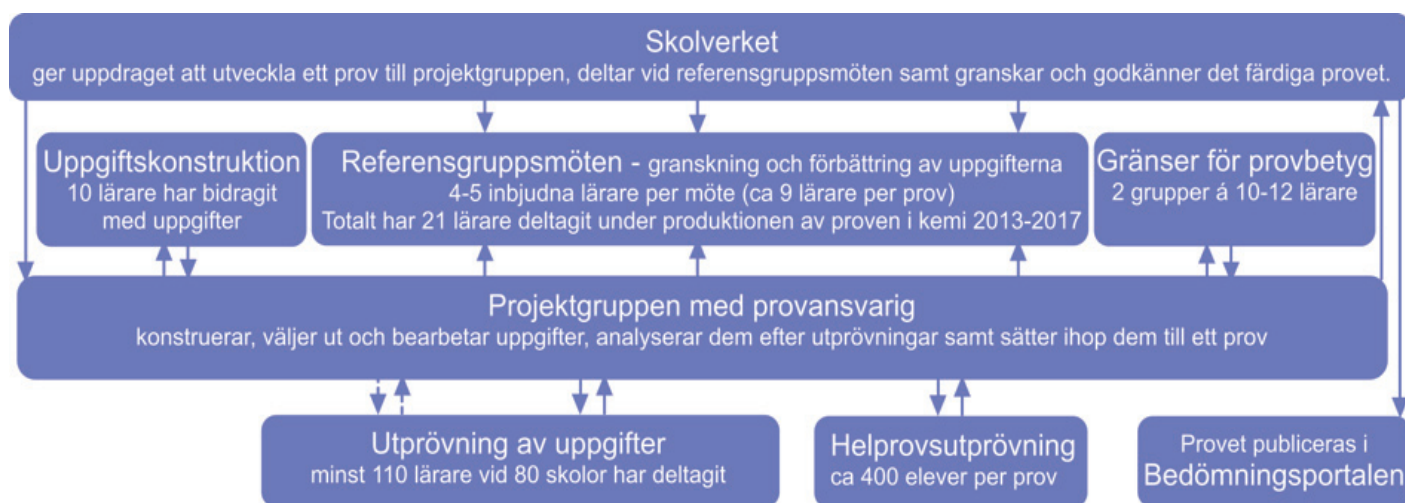 Skolverket
ger uppdraget att utveckla ett prov till projektgruppen, deltar vid referensgruppsmöten samt granskar och godkänner det färdiga provet.
Uppgiftskonstruktion
10 lärare har bidragit
med uppgifter
Referensgruppsmöten - granskning och förbättring av uppgifterna
4-5 inbjudna lärare per möte (ca 9 lärare per prov)
Totalt har 21 lärare deltagit under produktionen av proven i kemi 2013-2017
Gränser för provbetyg
2 grupper á 10-12 lärare
Projektgruppen med provansvarig
konstruerar, väljer ut och bearbetar uppgifter, analyserar dem efter utprövningar samt sätter ihop dem till ett prov
Utprövning av uppgifter
minst 110 lärare vid 80 skolor har deltagit
Helprovsutprövning
ca 400 elever per prov
Provet publiceras i
Bedömningsportalen